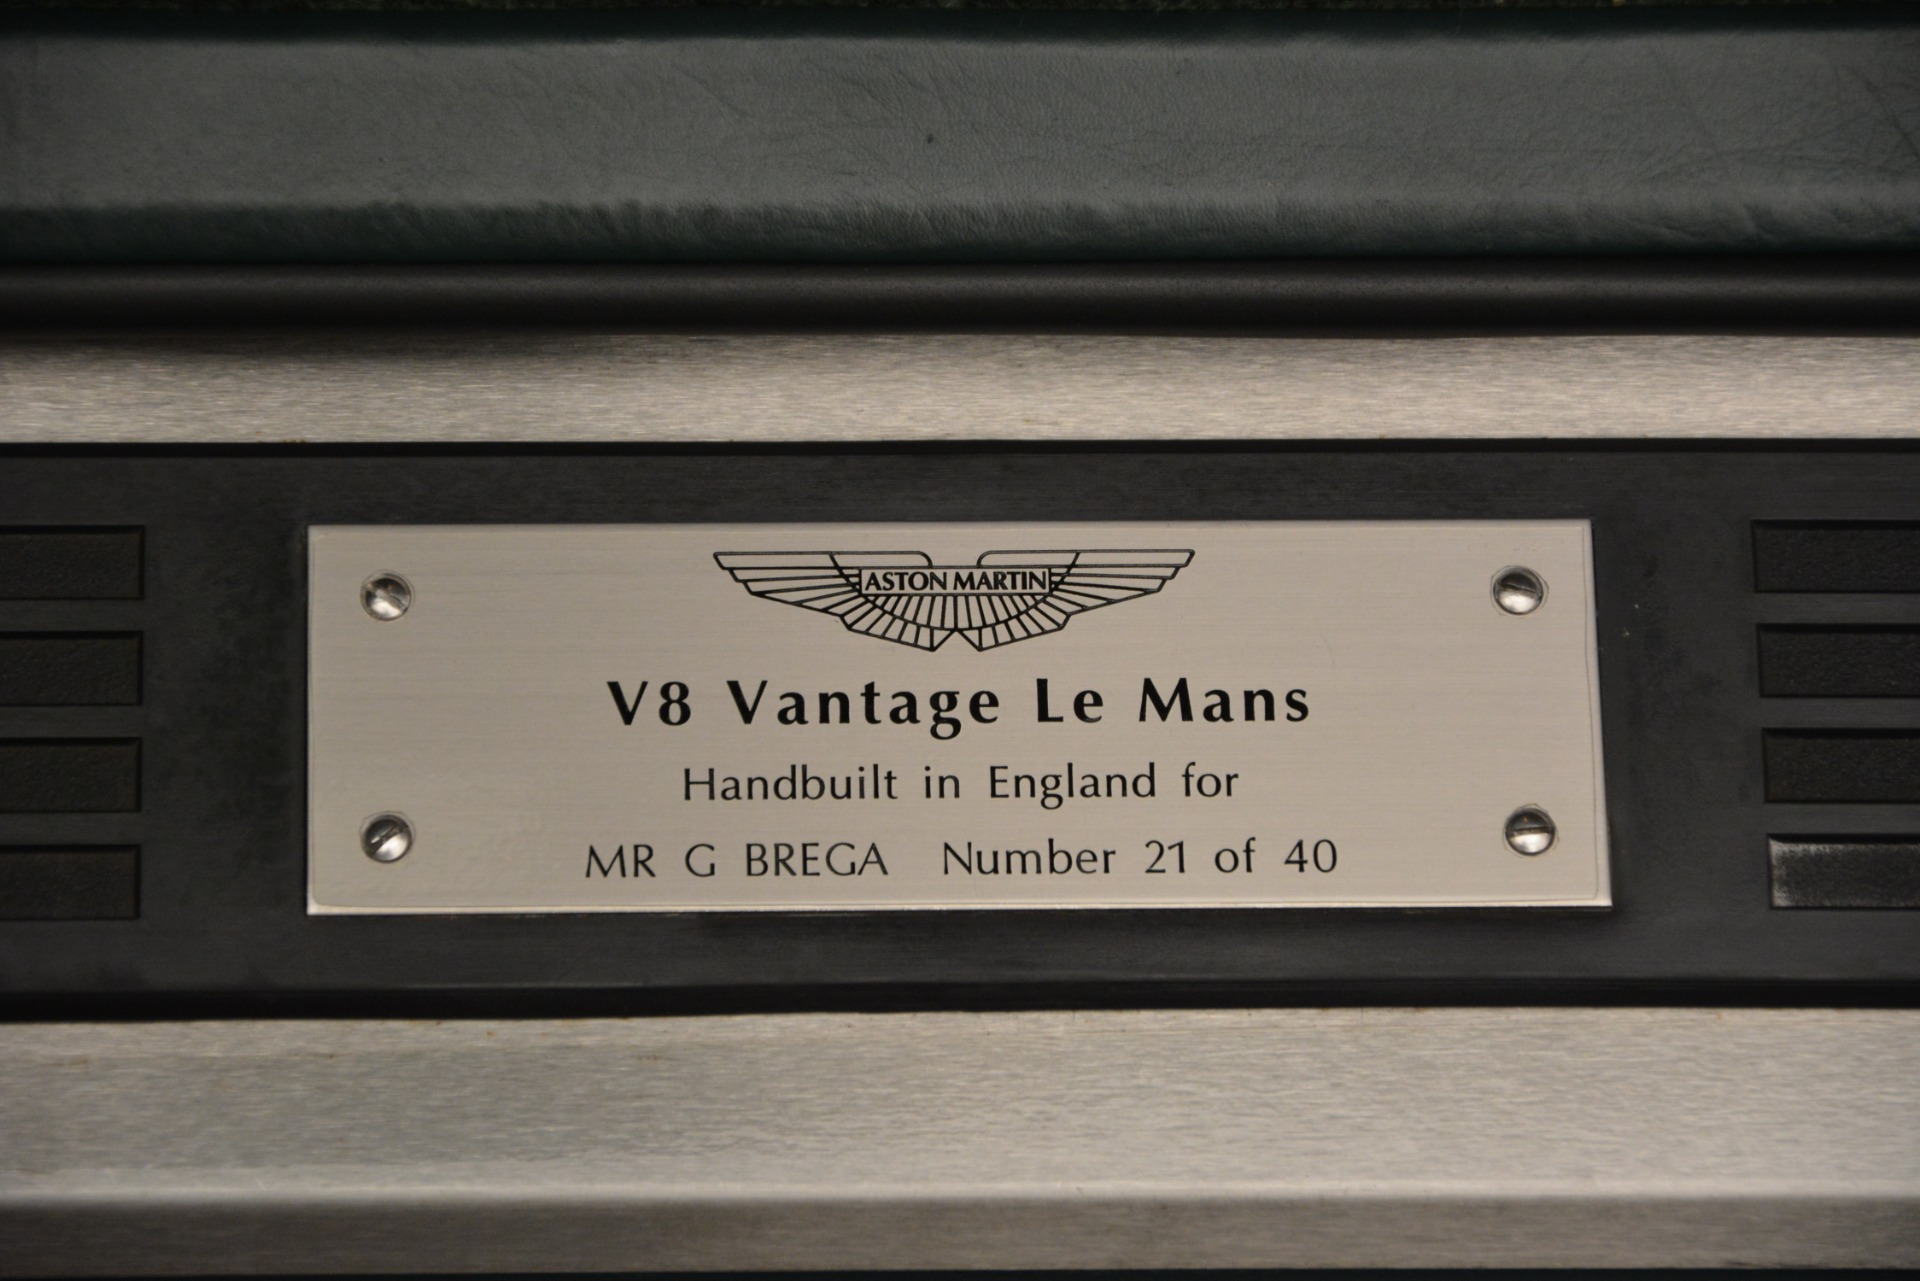 ASTON MARTIN
V8 Vantage Le Mans
Handbuilt in England for
MR G BREGA Number 21 of 40